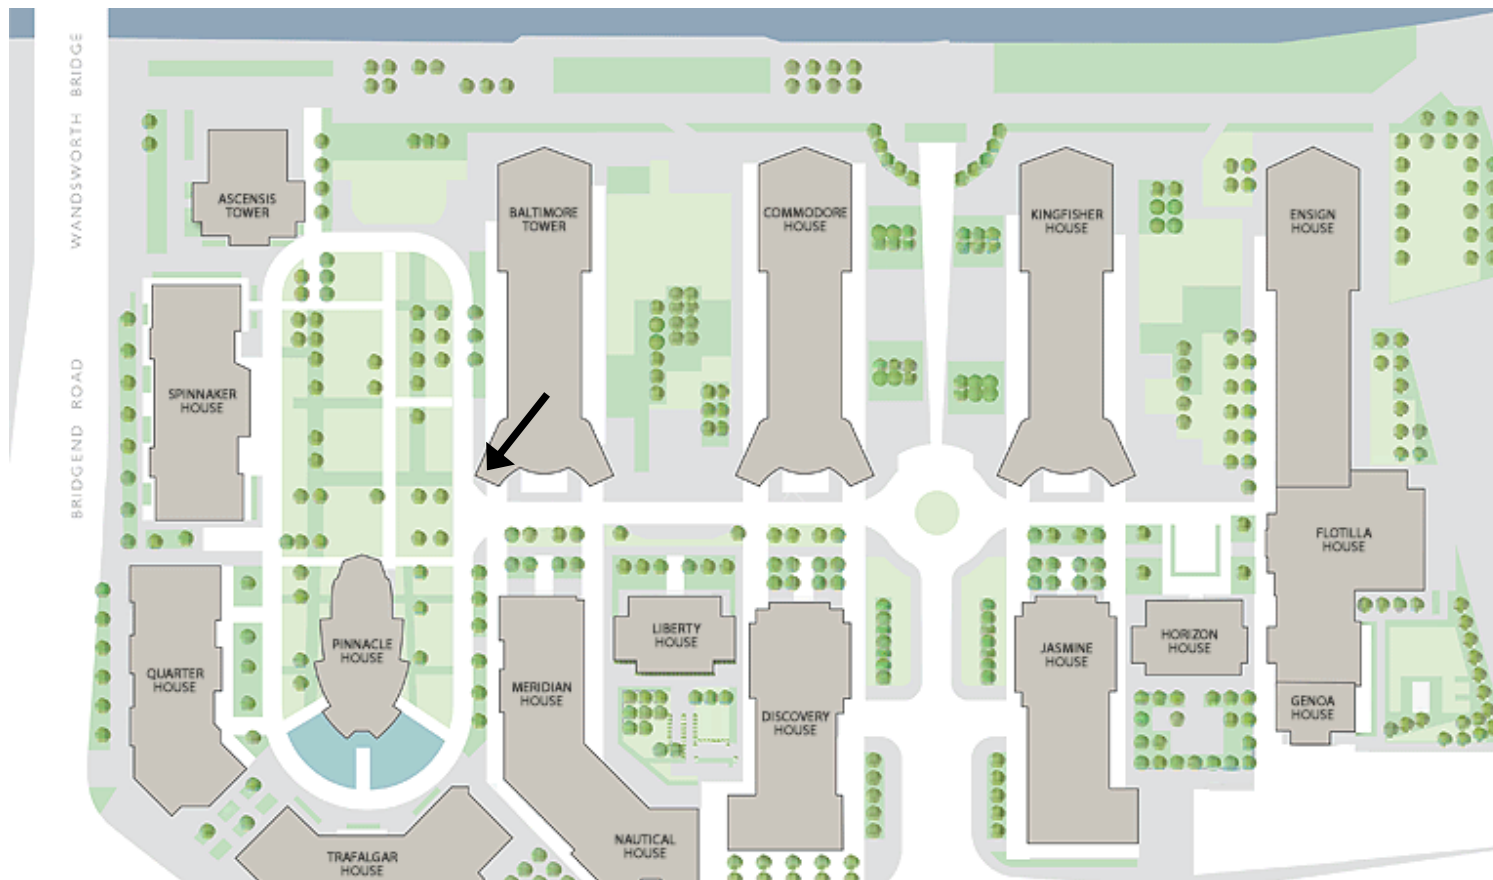 WANDSWORTH BRIDGE
BRIDGEND ROAD
ASCENSIS
TOWER
BALTIMORE
TOWER
COMMODORE
HOUSE
KINGFISHER
HOUSE
ENSIGN
HOUSE
SPINNAKER
HOUSE
FLOTILLA
HOUSE
PINNACLE
HOUSE
LIBERTY
HOUSE
HORIZON
HOUSE
JASMINE
HOUSE
QUARTER
HOUSE
MERIDIAN
HOUSE
GENOA
HOUSE
DISCOVERY
HOUSE
NAUTICAL
HOUSE
TRAFALGAR
HOUSE